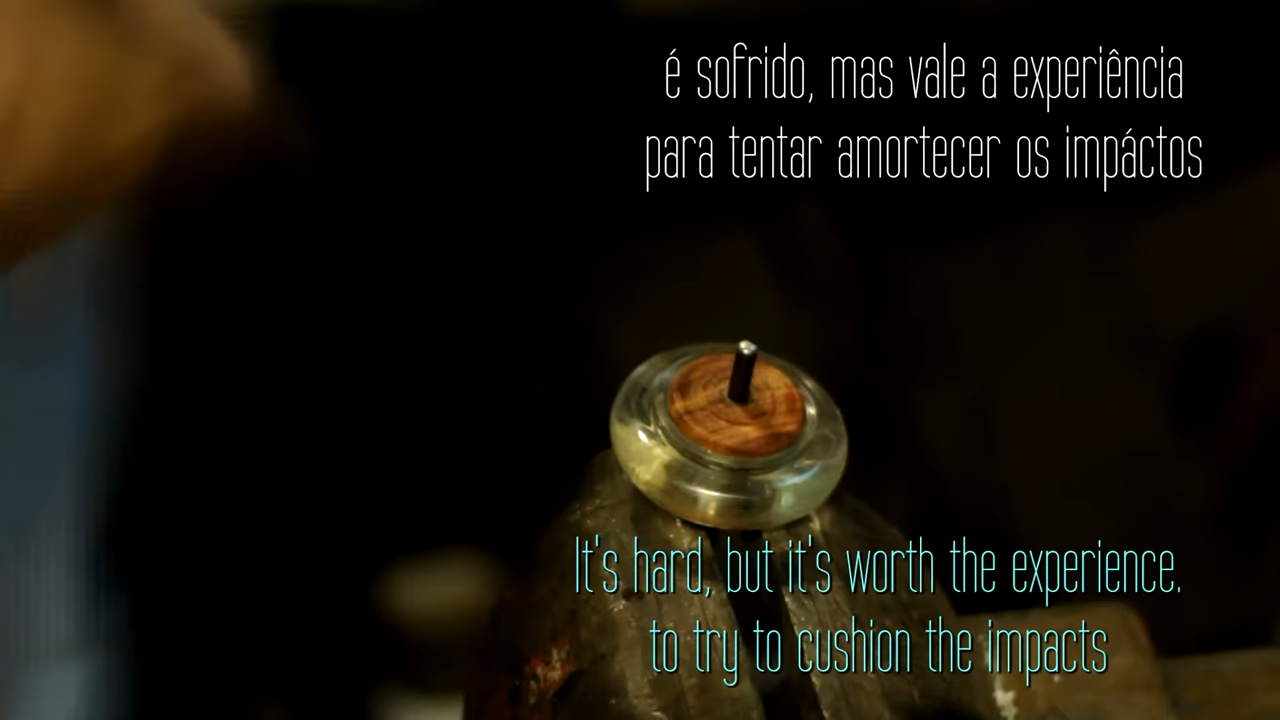 é sofrido, mas vale a experiência
para tentar amortecer os impáctos
It's hard, but it's worth the experience.
to try to cushion the impacts